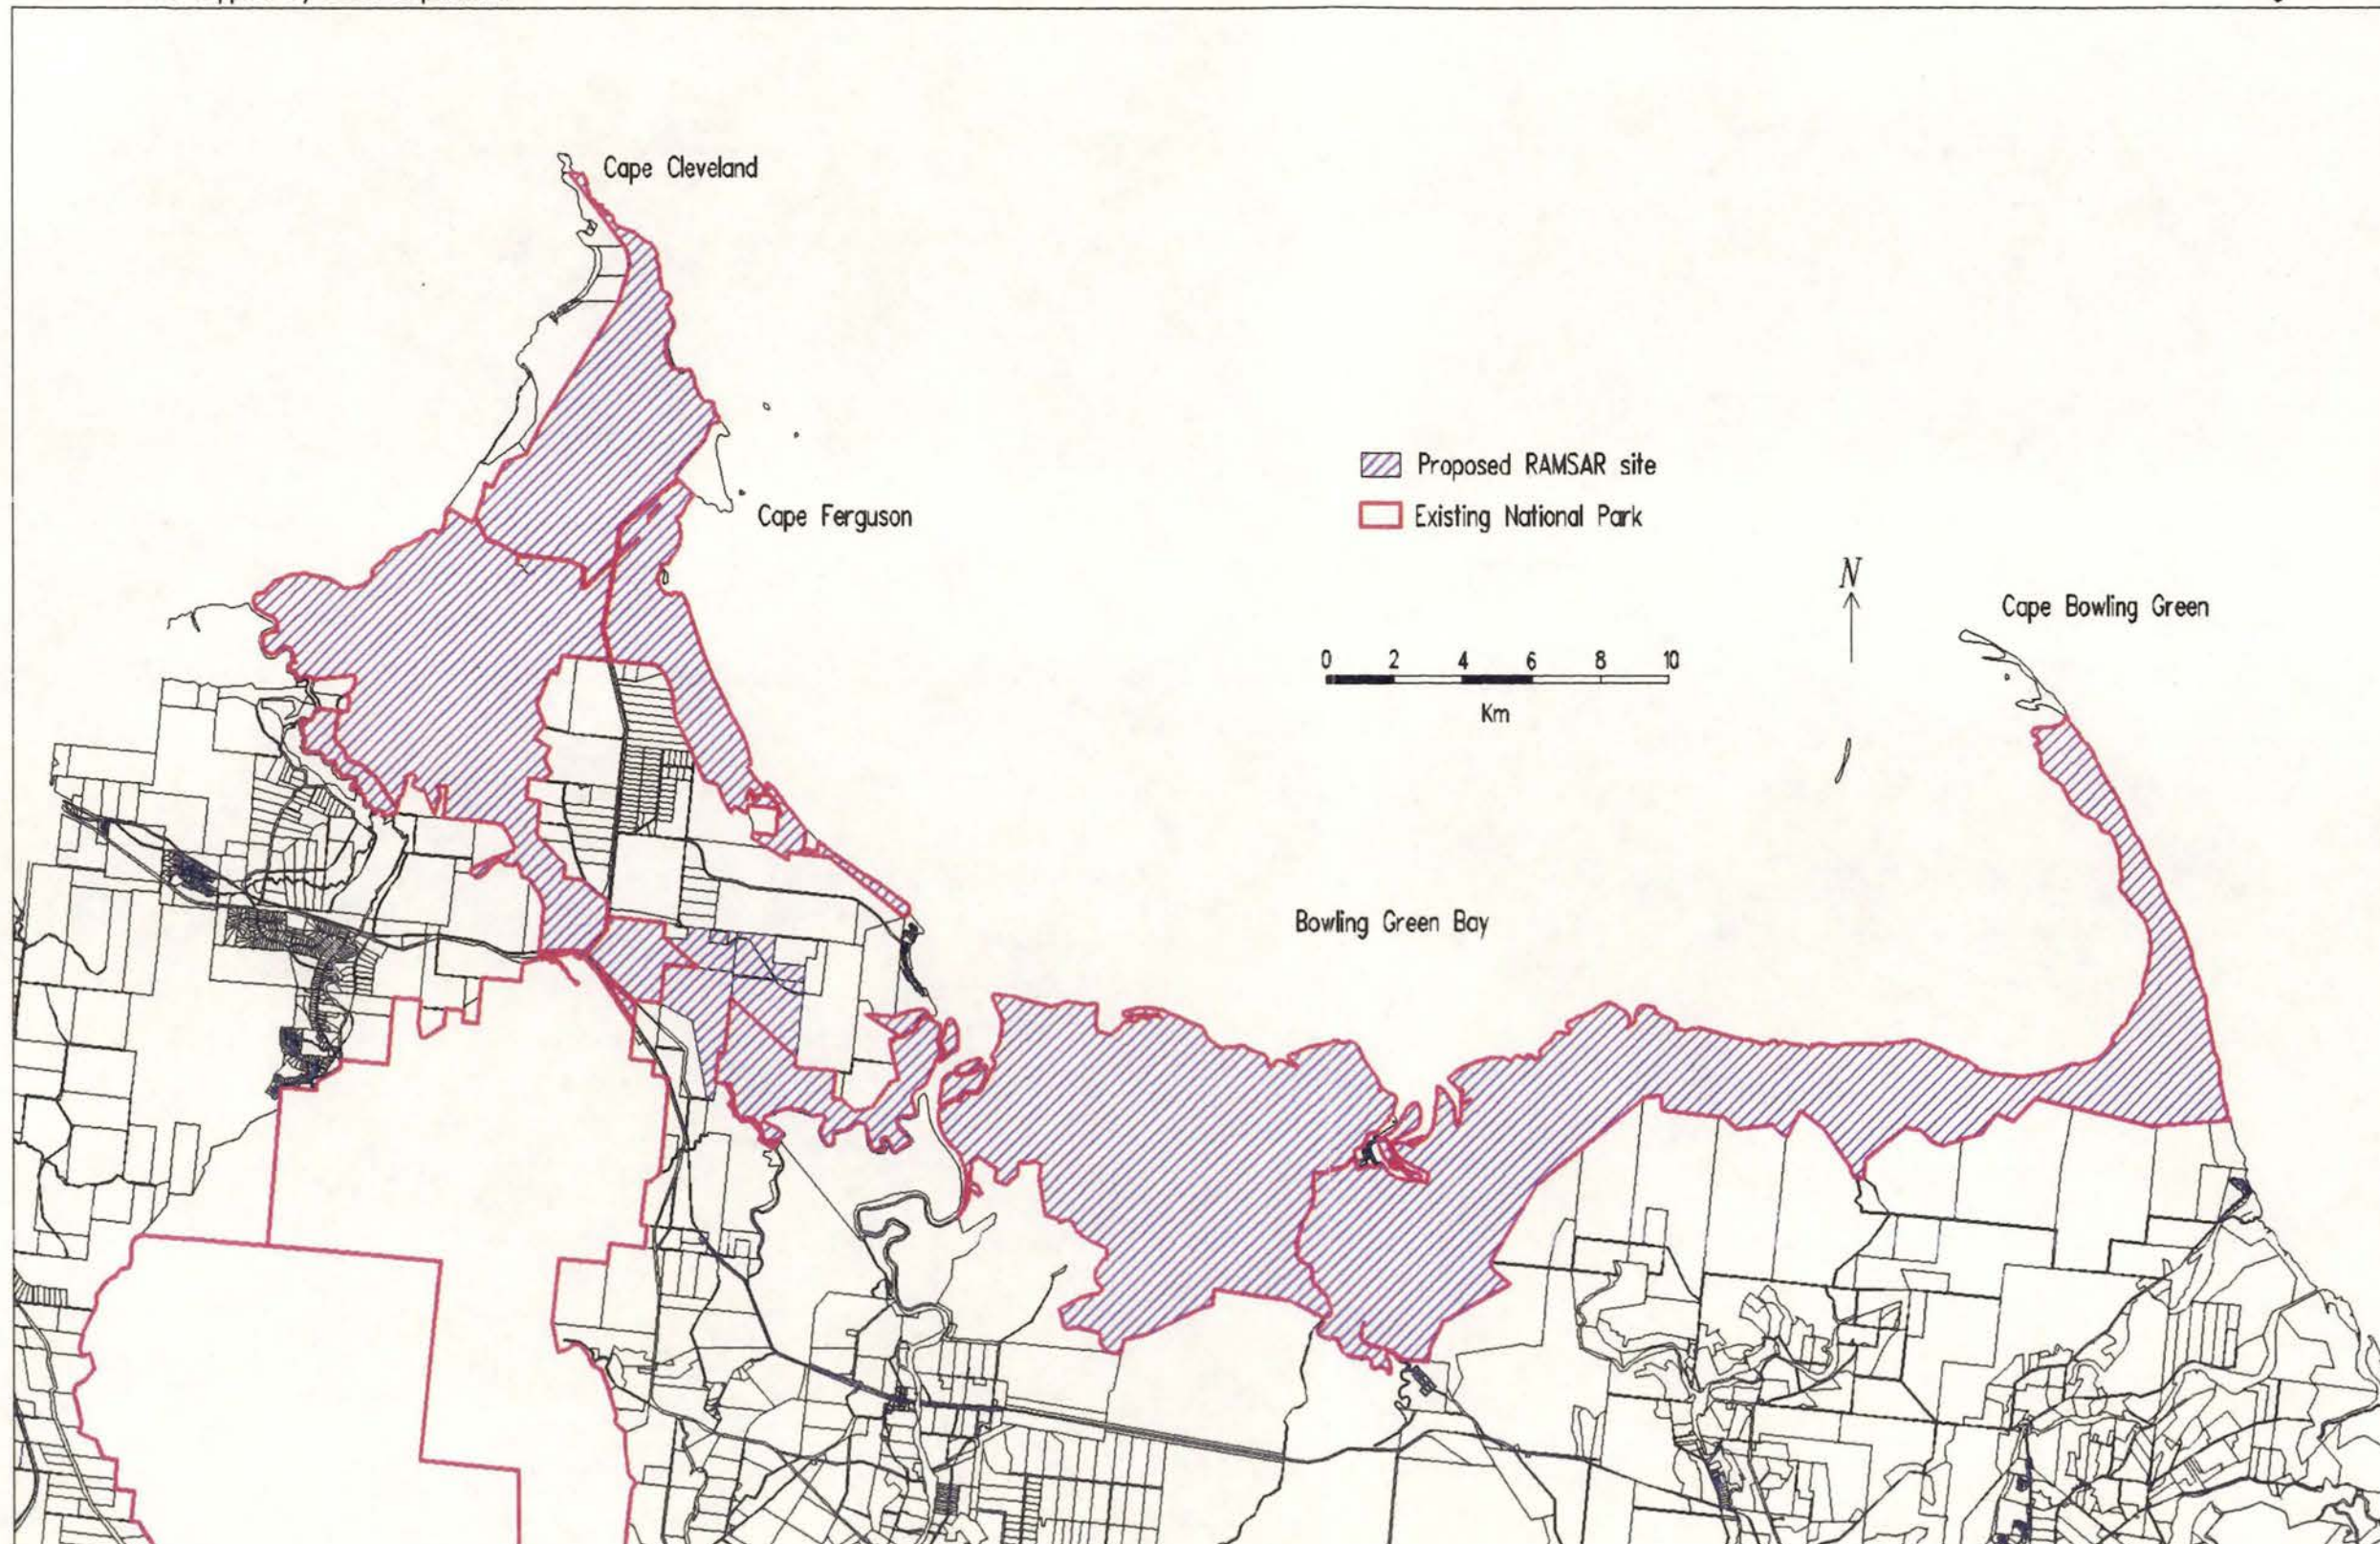 Cape Cleveland
Proposed RAMSAR site
Cape Ferguson
Existing National Park
N
Cape Bowling Green
0 2 4 6 8 10
Km
Bowling Green Bay